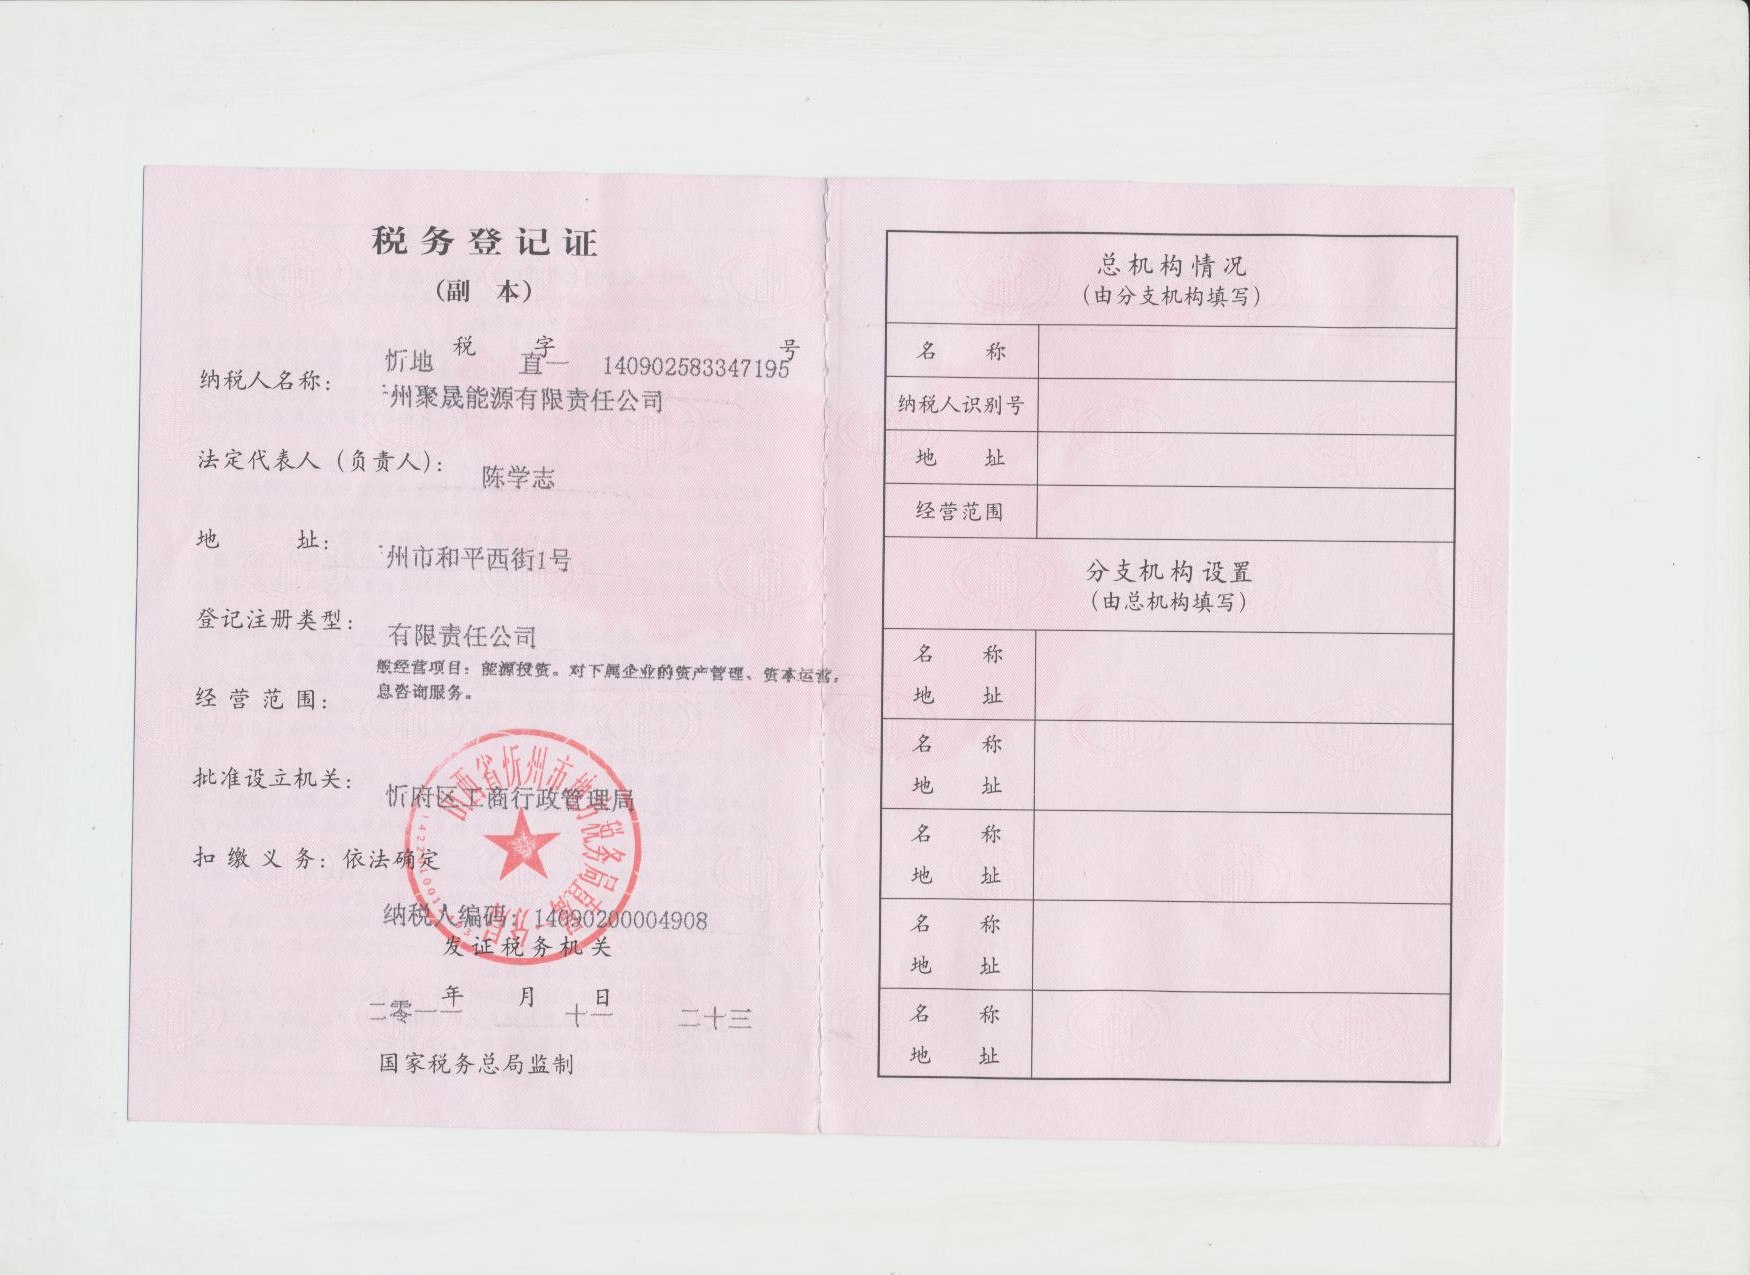 税务登记证
(副 本)
税 字 号
忻地 直一 140902583347195
纳税人名称:
州聚晟能源有限责任公司
法定代表人(负责人):
陈学志
地 址:
州市和平西街1号
登记注册类型:
有限责任公司
般经营项目: 能源投资。对下属企业的资产管理、资本运营,
息咨询服务。
经营范围:
批准设立机关:
忻府区工商行政管理局
扣缴义务: 依法确定
纳税人编码: 14090200004908
发证税务机关
年 月 日
二零一一 十一 二十三
国家税务总局监制
山西省忻州市地方税务局直属一分局
总机构情况
(由分支机构填写)
名 称
纳税人识别号
地 址
经营范围
分支机构设置
(由总机构填写)
名 称
地 址
名 称
地 址
名 称
地 址
名 称
地 址
名 称
地 址